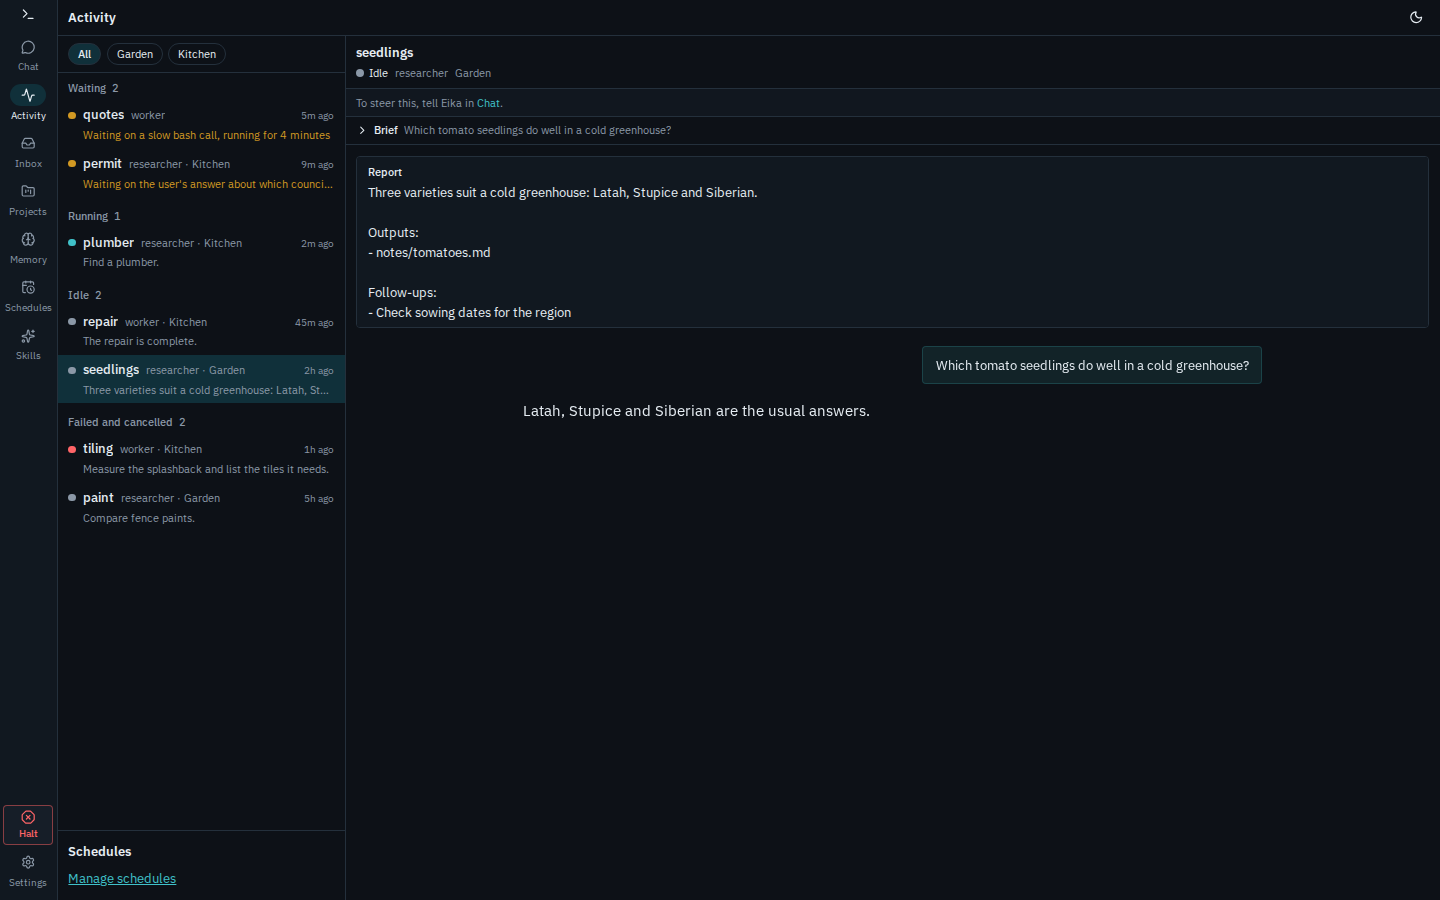 Activity
Chat
Activity
Inbox
Projects
Memory
Schedules
Skills
Halt
Settings
All Garden Kitchen
Waiting 2
quotes worker 5m ago
Waiting on a slow bash call, running for 4 minutes
permit researcher · Kitchen 9m ago
Waiting on the user's answer about which counci...
Running 1
plumber researcher · Kitchen 2m ago
Find a plumber.
Idle 2
repair worker · Kitchen 45m ago
The repair is complete.
seedlings researcher · Garden 2h ago
Three varieties suit a cold greenhouse: Latah, St...
Failed and cancelled 2
tiling worker · Kitchen 1h ago
Measure the splashback and list the tiles it needs.
paint researcher · Garden 5h ago
Compare fence paints.
Schedules
Manage schedules
seedlings
Idle researcher Garden
To steer this, tell Eika in Chat.
Brief Which tomato seedlings do well in a cold greenhouse?
Report
Three varieties suit a cold greenhouse: Latah, Stupice and Siberian.
Outputs:
- notes/tomatoes.md
Follow-ups:
- Check sowing dates for the region
Which tomato seedlings do well in a cold greenhouse?
Latah, Stupice and Siberian are the usual answers.